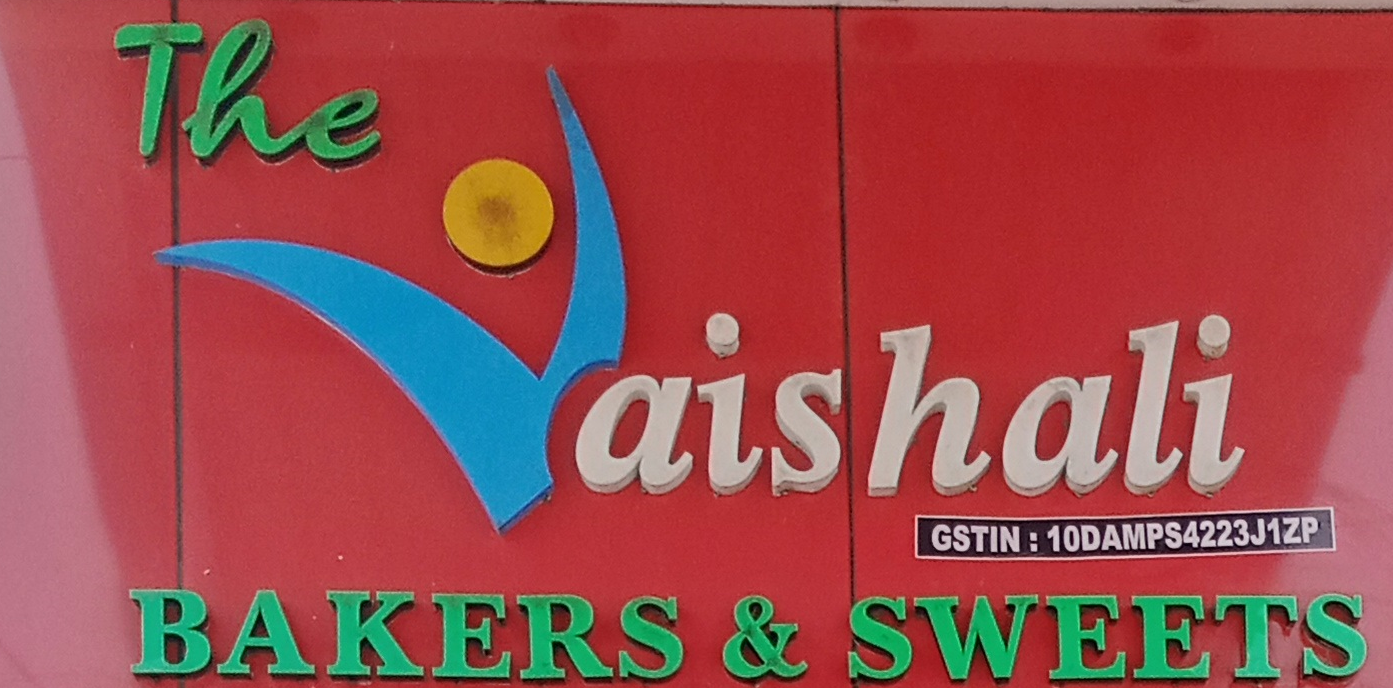 The
Vaishali
GSTIN : 10DAMPS4223J1ZP
BAKERS & SWEETS